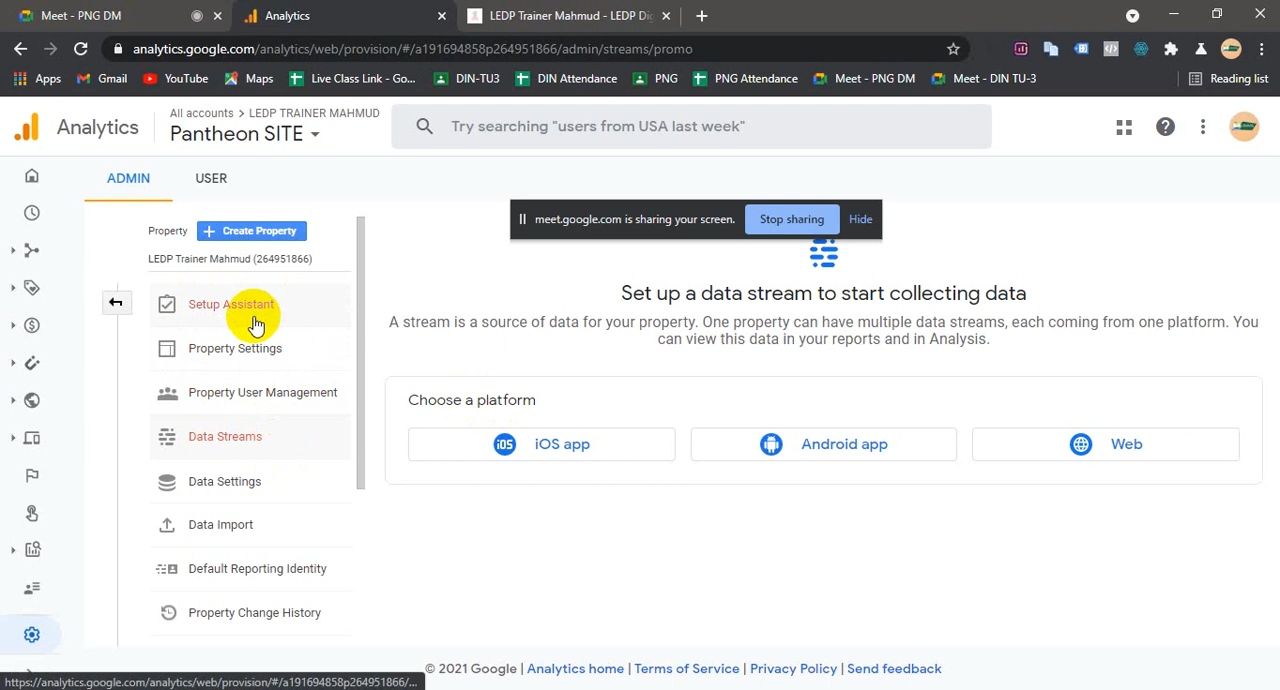 Meet - PNG DM
Analytics
LEDP Trainer Mahmud - LEDP Di
analytics.google.com/analytics/web/provision/#/a191694858p264951866/admin/streams/promo
Apps
Gmail
YouTube
Maps
Live Class Link - Go...
DIN-TU3
DIN Attendance
PNG
PNG Attendance
Meet - PNG DM
Meet - DIN TU-3
Reading list
Analytics
All accounts > LEDP TRAINER MAHMUD
Pantheon SITE
Try searching "users from USA last week"
ADMIN
USER
meet.google.com is sharing your screen.
Stop sharing
Hide
Property
Create Property
LEDP Trainer Mahmud (264951866)
Setup Assistant
Property Settings
Property User Management
Data Streams
Data Settings
Data Import
Default Reporting Identity
Property Change History
Set up a data stream to start collecting data
A stream is a source of data for your property. One property can have multiple data streams, each coming from one platform. You
can view this data in your reports and in Analysis.
Choose a platform
iOS
iOS app
Android app
Web
© 2021 Google | Analytics home | Terms of Service | Privacy Policy | Send feedback
https://analytics.google.com/analytics/web/provision/#/a191694858p264951866/...